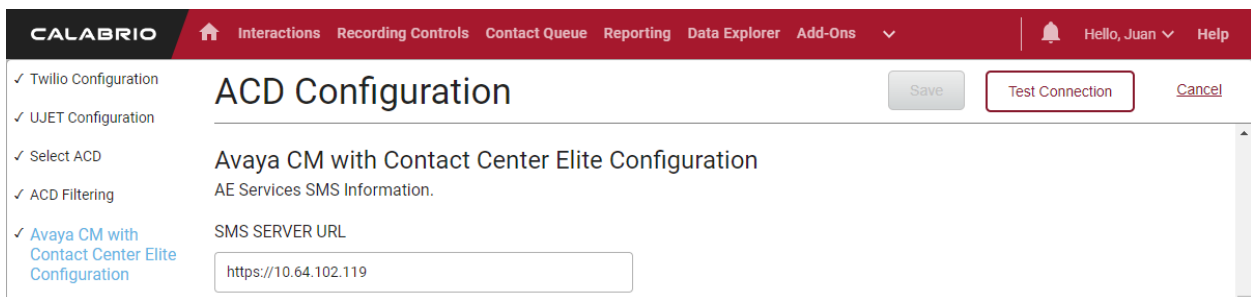 CALABRIO
Interactions Recording Controls Contact Queue Reporting Data Explorer Add-Ons
Hello, Juan Help
✓ Twilio Configuration
✓ UJET Configuration
✓ Select ACD
✓ ACD Filtering
✓ Avaya CM with
Contact Center Elite
Configuration
ACD Configuration
Save
Test Connection
Cancel
Avaya CM with Contact Center Elite Configuration
AE Services SMS Information.
SMS SERVER URL
https://10.64.102.119